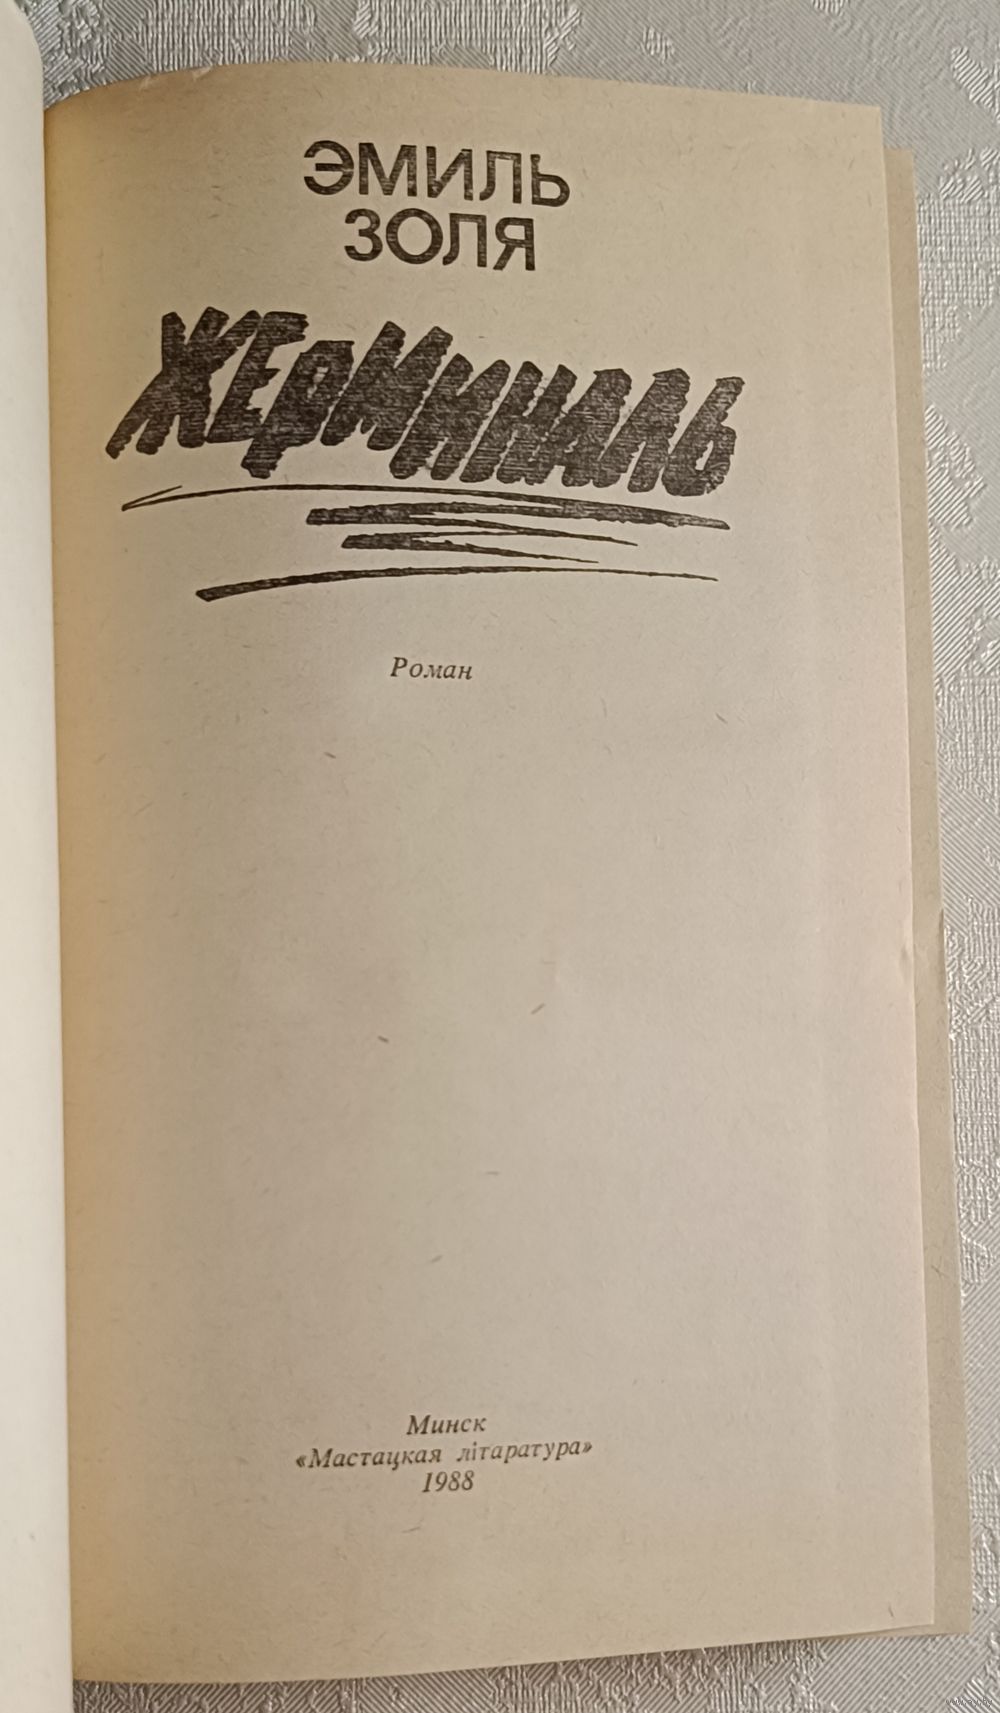 ЭМИЛЬ
ЗОЛЯ
ЖЕРМИНАЛЬ
Роман
Минск
«Мастацкая літаратура»
1988